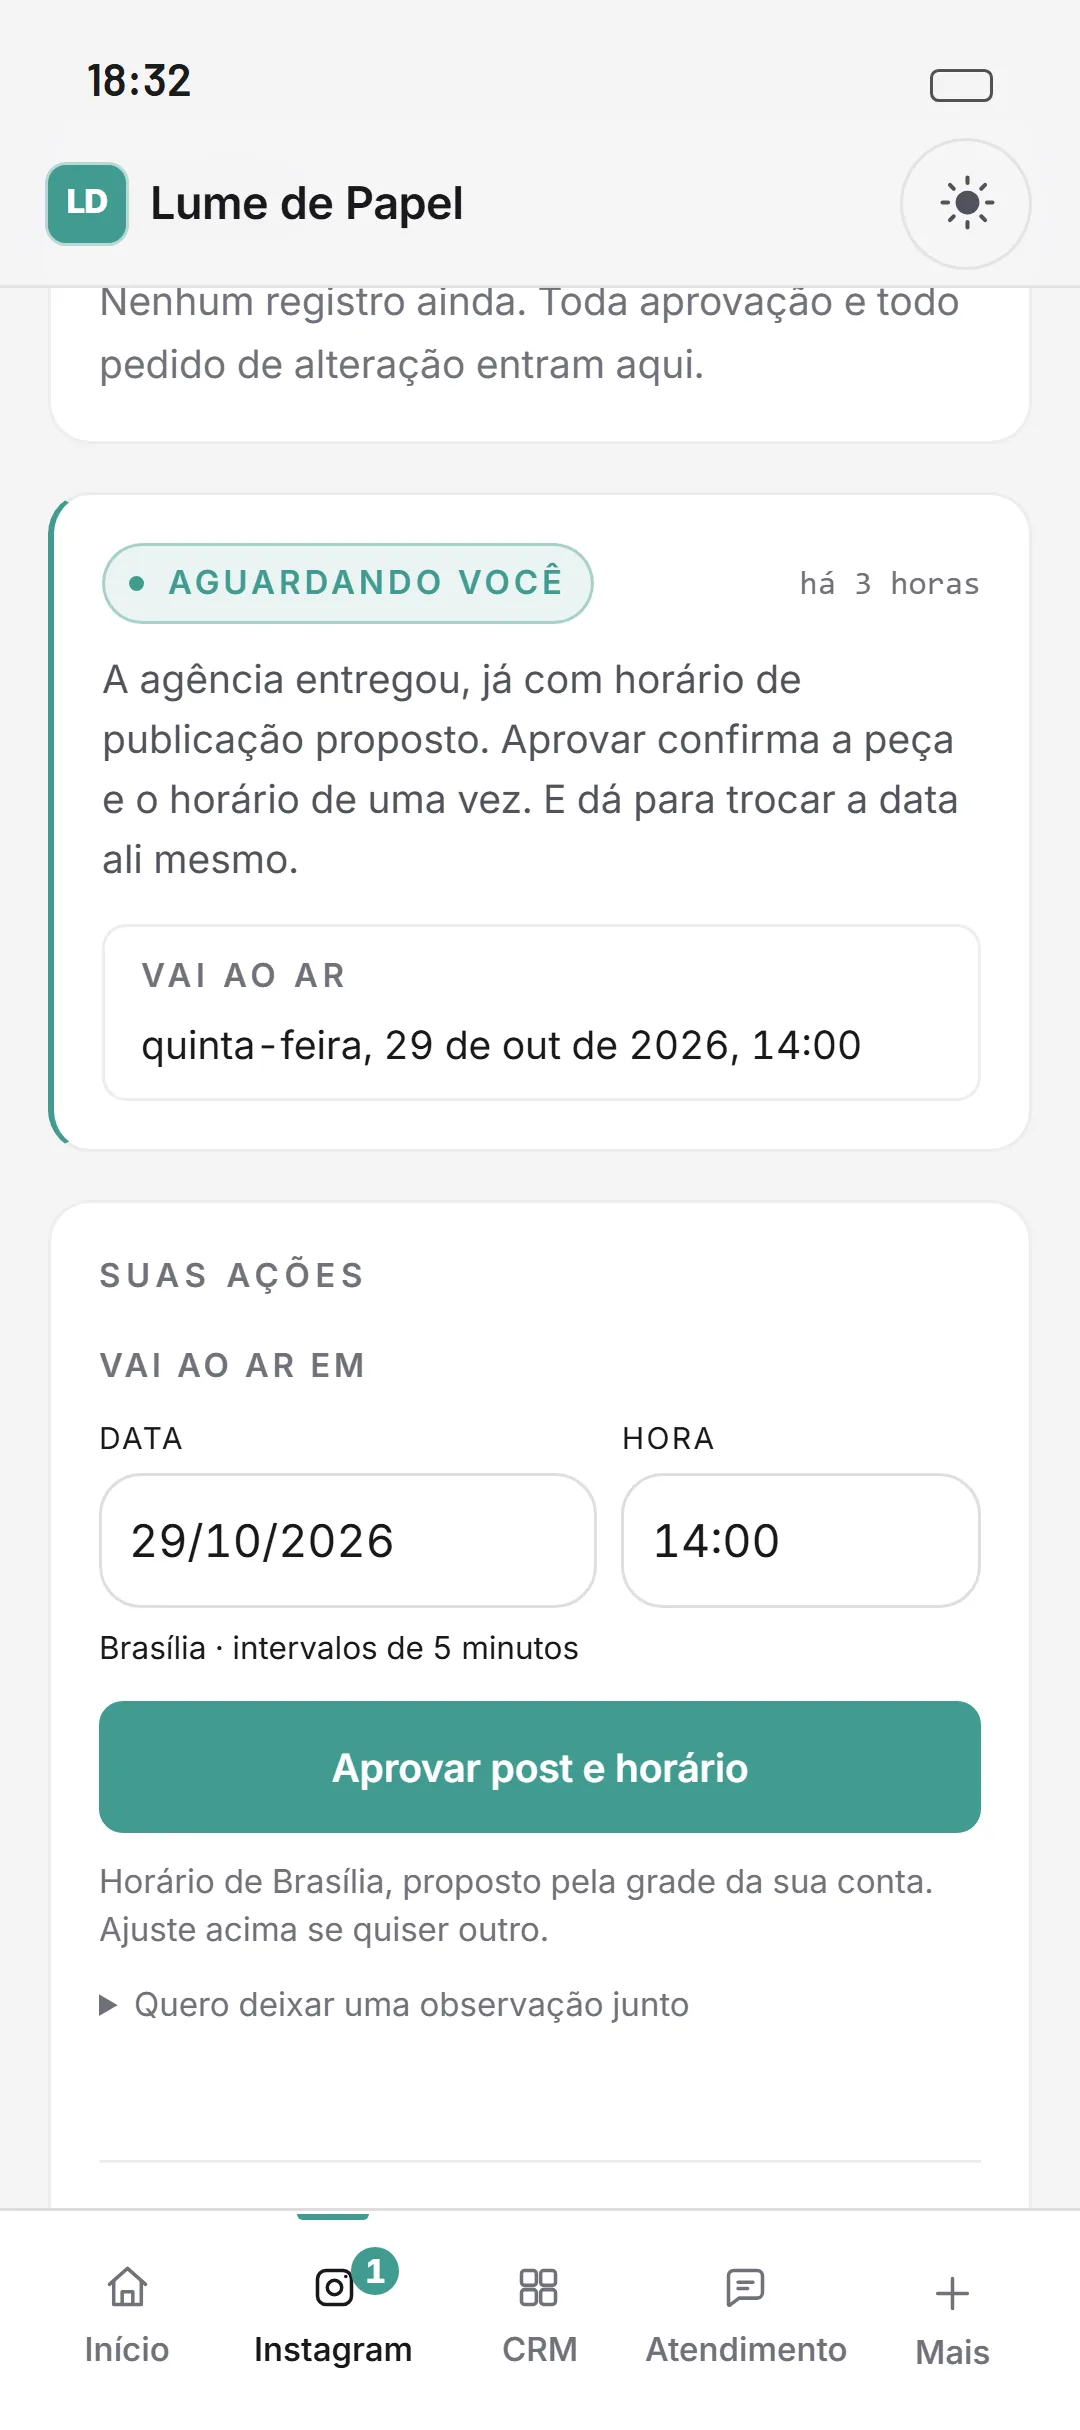 18:32
LD
Lume de Papel
Nenhum registro ainda. Toda aprovação e todo
pedido de alteração entram aqui.
AGUARDANDO VOCÊ
há 3 horas
A agência entregou, já com horário de
publicação proposto. Aprovar confirma a peça
e o horário de uma vez. E dá para trocar a data
ali mesmo.
VAI AO AR
quinta-feira, 29 de out de 2026, 14:00
SUAS AÇÕES
VAI AO AR EM
DATA
HORA
29/10/2026
14:00
Brasília · intervalos de 5 minutos
Aprovar post e horário
Horário de Brasília, proposto pela grade da sua conta.
Ajuste acima se quiser outro.
Quero deixar uma observação junto
1
Início
Instagram
CRM
Atendimento
Mais